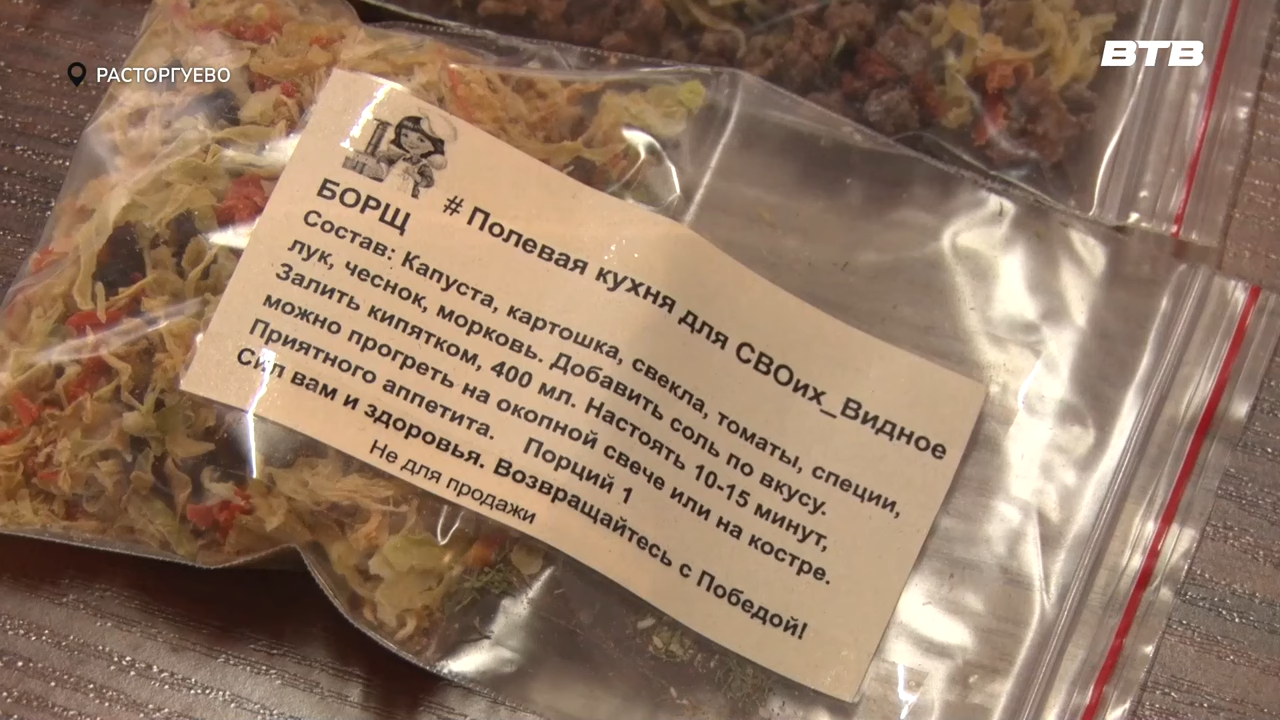 РАСТОРГУЕВО
ВТВ
БОРЩ
# Полевая кухня для СВОих_Видное
Состав: Капуста, картошка, свекла, томаты, специи,
лук, чеснок, морковь. Добавить соль по вкусу.
Залить кипятком, 400 мл. Настоять 10-15 минут,
можно прогреть на окопной свече или на костре.
Приятного аппетита. Порций 1
Сил вам и здоровья. Возвращайтесь с Победой!
Не для продажи